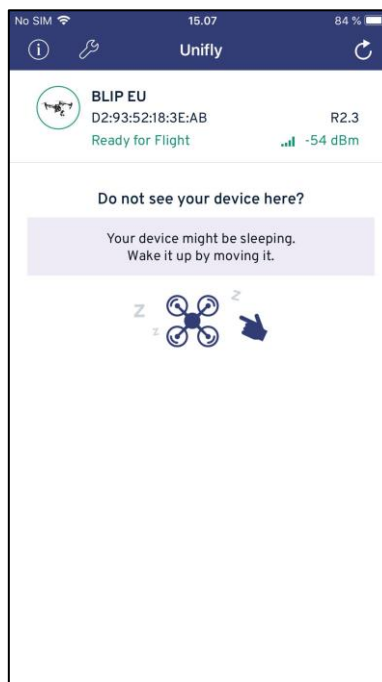 No SIM 15.07 84 %
Unifly
BLIP EU
D2:93:52:18:3E:AB R2.3
Ready for Flight -54 dBm
Do not see your device here?
Your device might be sleeping.
Wake it up by moving it.
z z
z